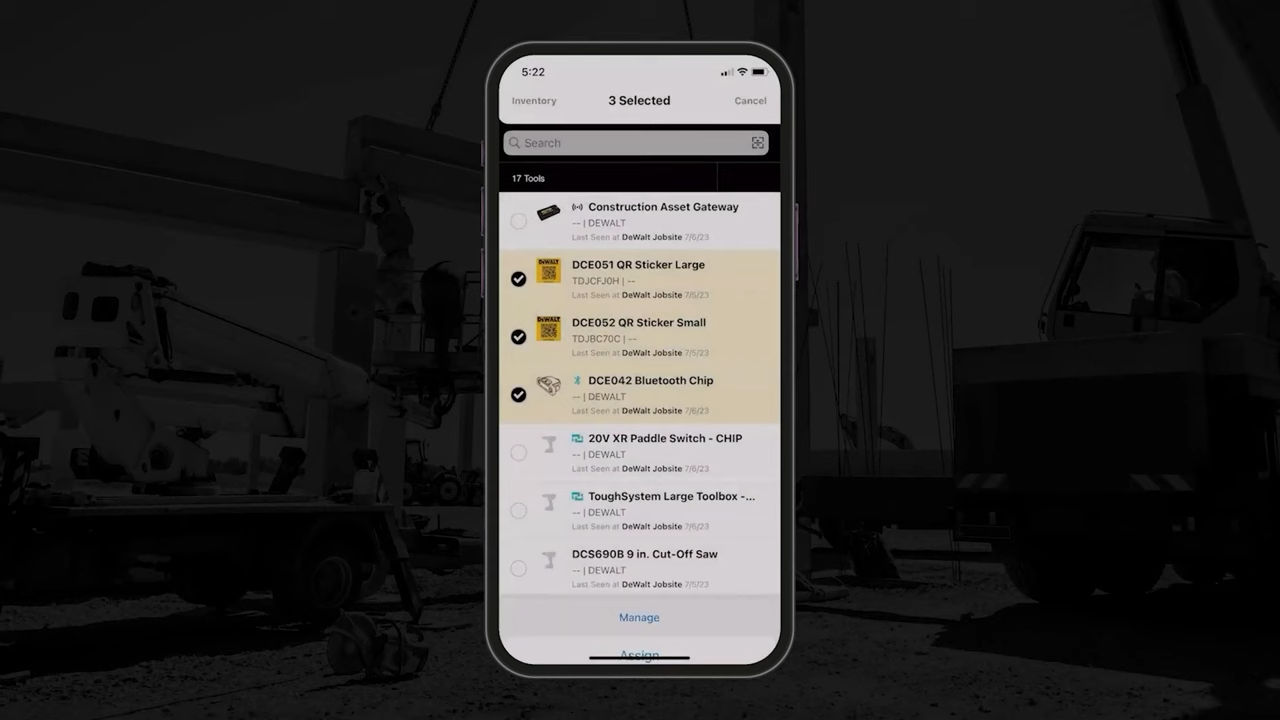 5:22
Inventory 3 Selected Cancel
Search
17 Tools
Construction Asset Gateway
-- | DEWALT
Last Seen at DeWalt Jobsite 7/6/23
DEWALT
DCE051 QR Sticker Large
TDJCFJ0H | --
Last Seen at DeWalt Jobsite 7/6/23
DEWALT
DCE052 QR Sticker Small
TDJBC70C | --
Last Seen at DeWalt Jobsite 7/5/23
DCE042 Bluetooth Chip
-- | DEWALT
Last Seen at DeWalt Jobsite 7/6/23
20V XR Paddle Switch - CHIP
-- | DEWALT
Last Seen at DeWalt Jobsite 7/6/23
ToughSystem Large Toolbox -...
-- | DEWALT
Last Seen at DeWalt Jobsite 7/6/23
DCS690B 9 in. Cut-Off Saw
-- | DEWALT
Last Seen at DeWalt Jobsite 7/5/23
Manage
Assign